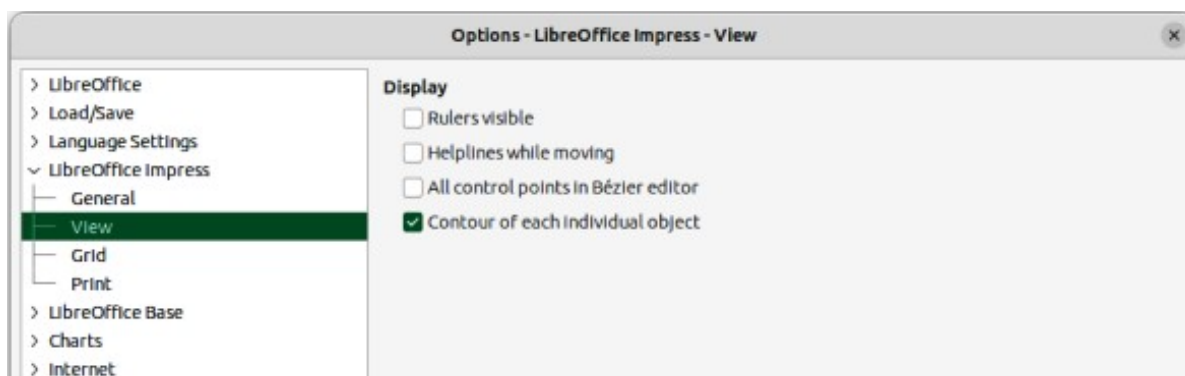 Options - LibreOffice Impress - View
LibreOffice
Load/Save
Language Settings
LibreOffice Impress
General
View
Grid
Print
LibreOffice Base
Charts
Internet
Display
Rulers visible
Helplines while moving
All control points in Bézier editor
Contour of each individual object